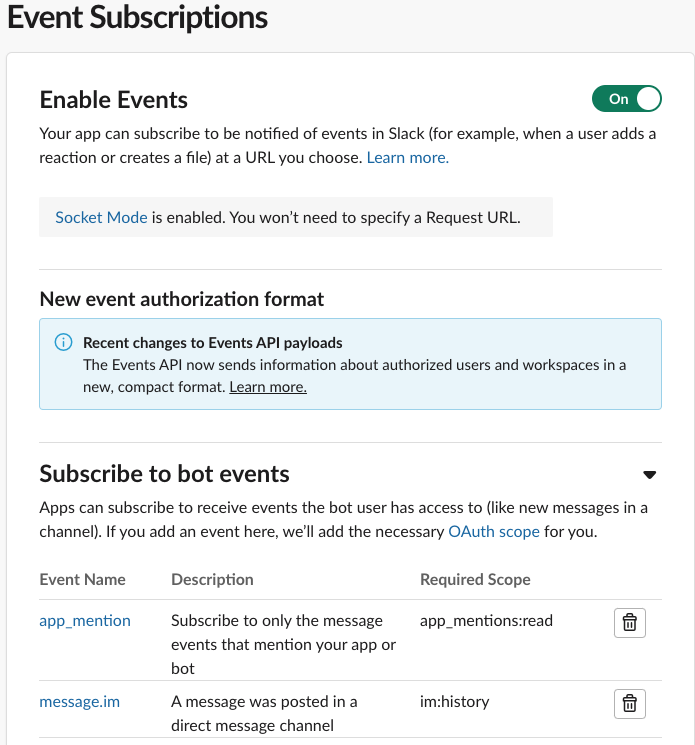 Event Subscriptions
Enable Events
On
Your app can subscribe to be notified of events in Slack (for example, when a user adds a
reaction or creates a file) at a URL you choose. Learn more.
Socket Mode is enabled. You won’t need to specify a Request URL.
New event authorization format
Recent changes to Events API payloads
The Events API now sends information about authorized users and workspaces in a
new, compact format. Learn more.
Subscribe to bot events
Apps can subscribe to receive events the bot user has access to (like new messages in a
channel). If you add an event here, we’ll add the necessary OAuth scope for you.
Event Name Description Required Scope
app_mention Subscribe to only the message app_mentions:read
events that mention your app or
bot
message.im A message was posted in a im:history
direct message channel